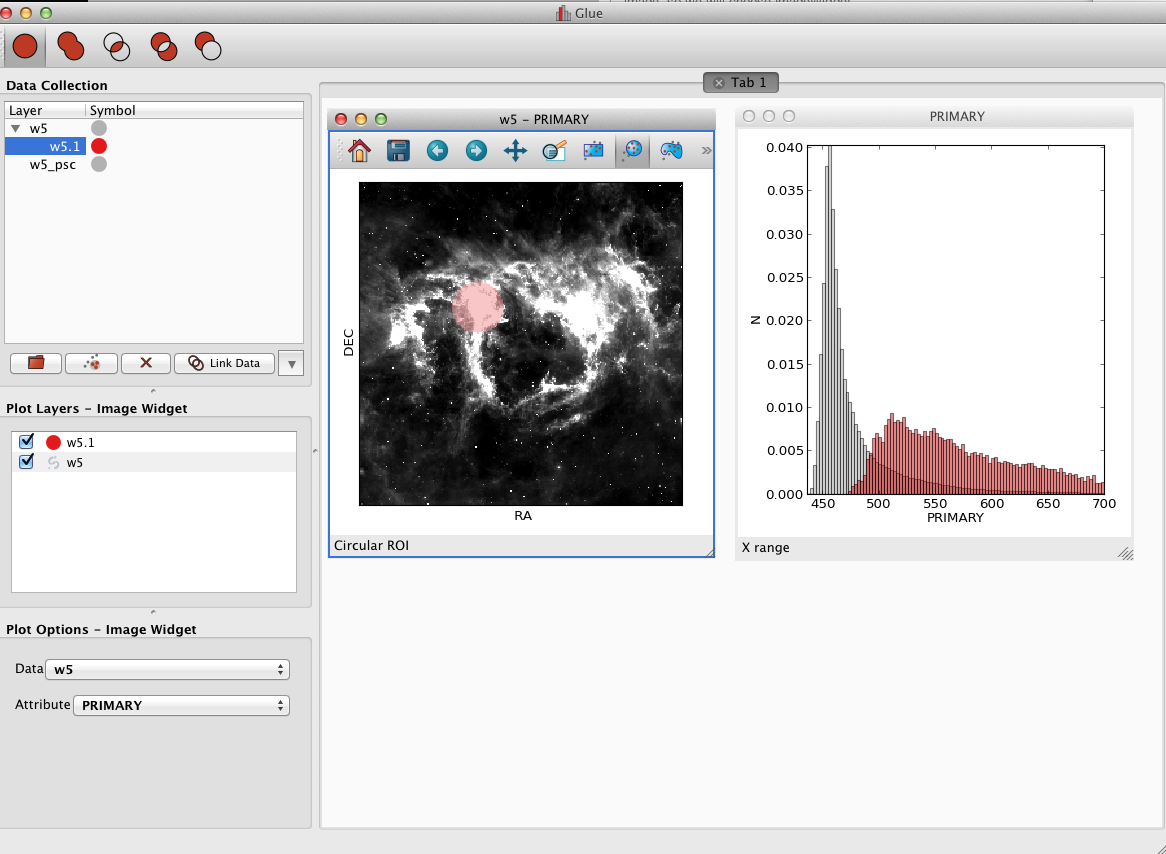 Glue
Data Collection
Layer Symbol
w5
w5.1
w5_psc
Link Data
Plot Layers – Image Widget
w5.1
w5
Plot Options – Image Widget
Data w5
Attribute PRIMARY
Tab 1
w5 – PRIMARY
DEC
RA
Circular ROI
PRIMARY
0.040
0.035
0.030
0.025
0.020
0.015
0.010
0.005
0.000
N
450 500 550 600 650 700
PRIMARY
X range